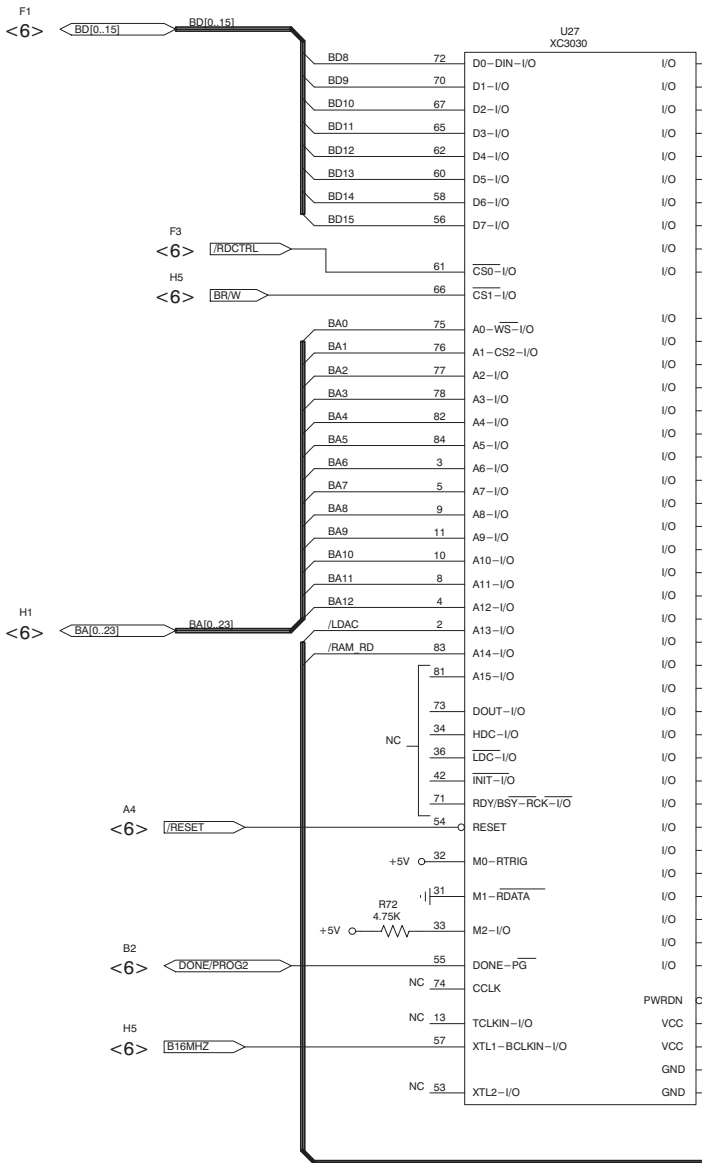 F1
<6> BD[0..15] BD[0..15]
U27
XC3030
BD8 72 D0-DIN-I/O I/O
BD9 70 D1-I/O I/O
BD10 67 D2-I/O I/O
BD11 65 D3-I/O I/O
BD12 62 D4-I/O I/O
BD13 60 D5-I/O I/O
BD14 58 D6-I/O I/O
BD15 56 D7-I/O I/O
F3
<6> /RDCTRL I/O
61 CS0-I/O I/O
H5
<6> BR/W 66 CS1-I/O
I/O
BA0 75 A0-WS-I/O I/O
BA1 76 A1-CS2-I/O I/O
BA2 77 A2-I/O I/O
BA3 78 A3-I/O I/O
BA4 82 A4-I/O I/O
BA5 84 A5-I/O I/O
BA6 3 A6-I/O I/O
BA7 5 A7-I/O I/O
BA8 9 A8-I/O I/O
BA9 11 A9-I/O I/O
BA10 10 A10-I/O I/O
BA11 8 A11-I/O I/O
BA12 4 A12-I/O I/O
H1
<6> BA[0..23] BA[0..23]
/LDAC 2 A13-I/O I/O
/RAM_RD 83 A14-I/O I/O
81 A15-I/O I/O
73 DOUT-I/O I/O
NC 34 HDC-I/O I/O
36 LDC-I/O I/O
42 INIT-I/O I/O
71 RDY/BSY-RCK-I/O I/O
A4
<6> /RESET 54 RESET I/O
I/O
+5V 32 M0-RTRIG I/O
31 M1-RDATA I/O
R72
4.75K
I/O
+5V 33 M2-I/O I/O
B2
<6> DONE/PROG2 55 DONE-PG I/O
NC 74 CCLK
PWRDN
NC 13 TCLKIN-I/O VCC
H5
<6> B16MHZ 57 XTL1-BCLKIN-I/O VCC
GND
NC 53 XTL2-I/O GND